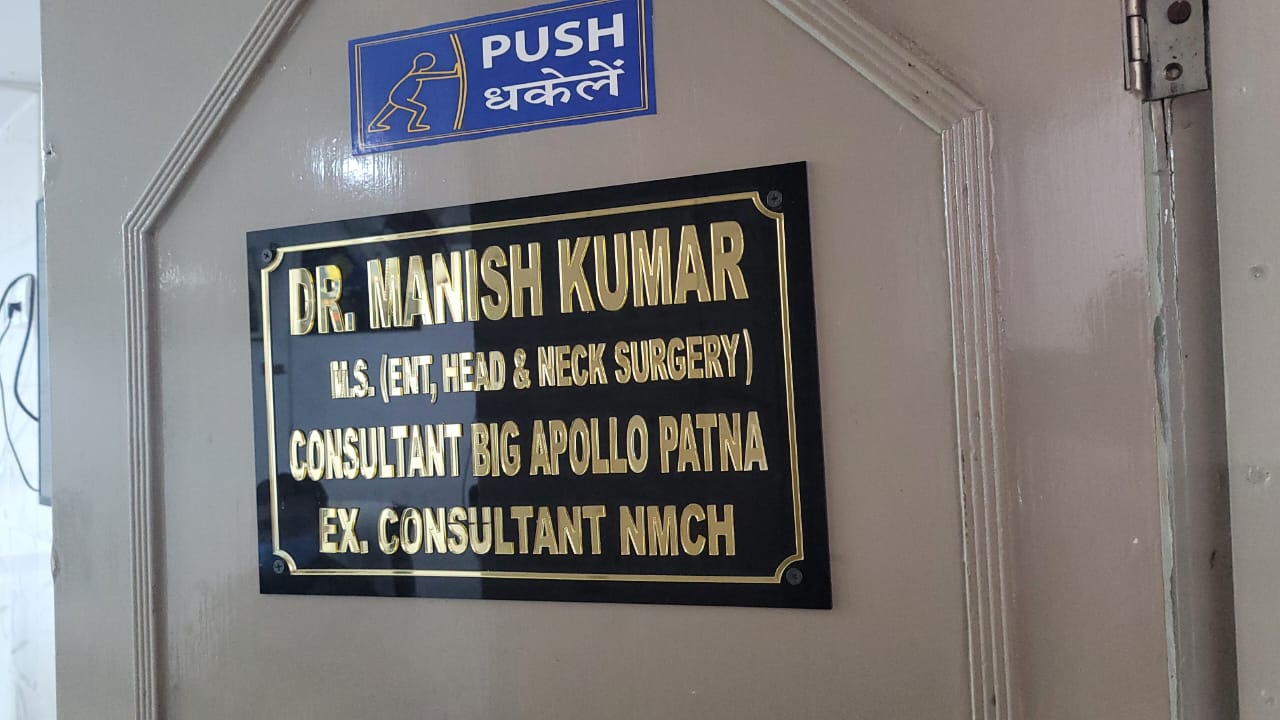 PUSH
धकेलें
DR. MANISH KUMAR
M.S. (ENT, HEAD & NECK SURGERY)
CONSULTANT BIG APOLLO PATNA
EX. CONSULTANT NMCH